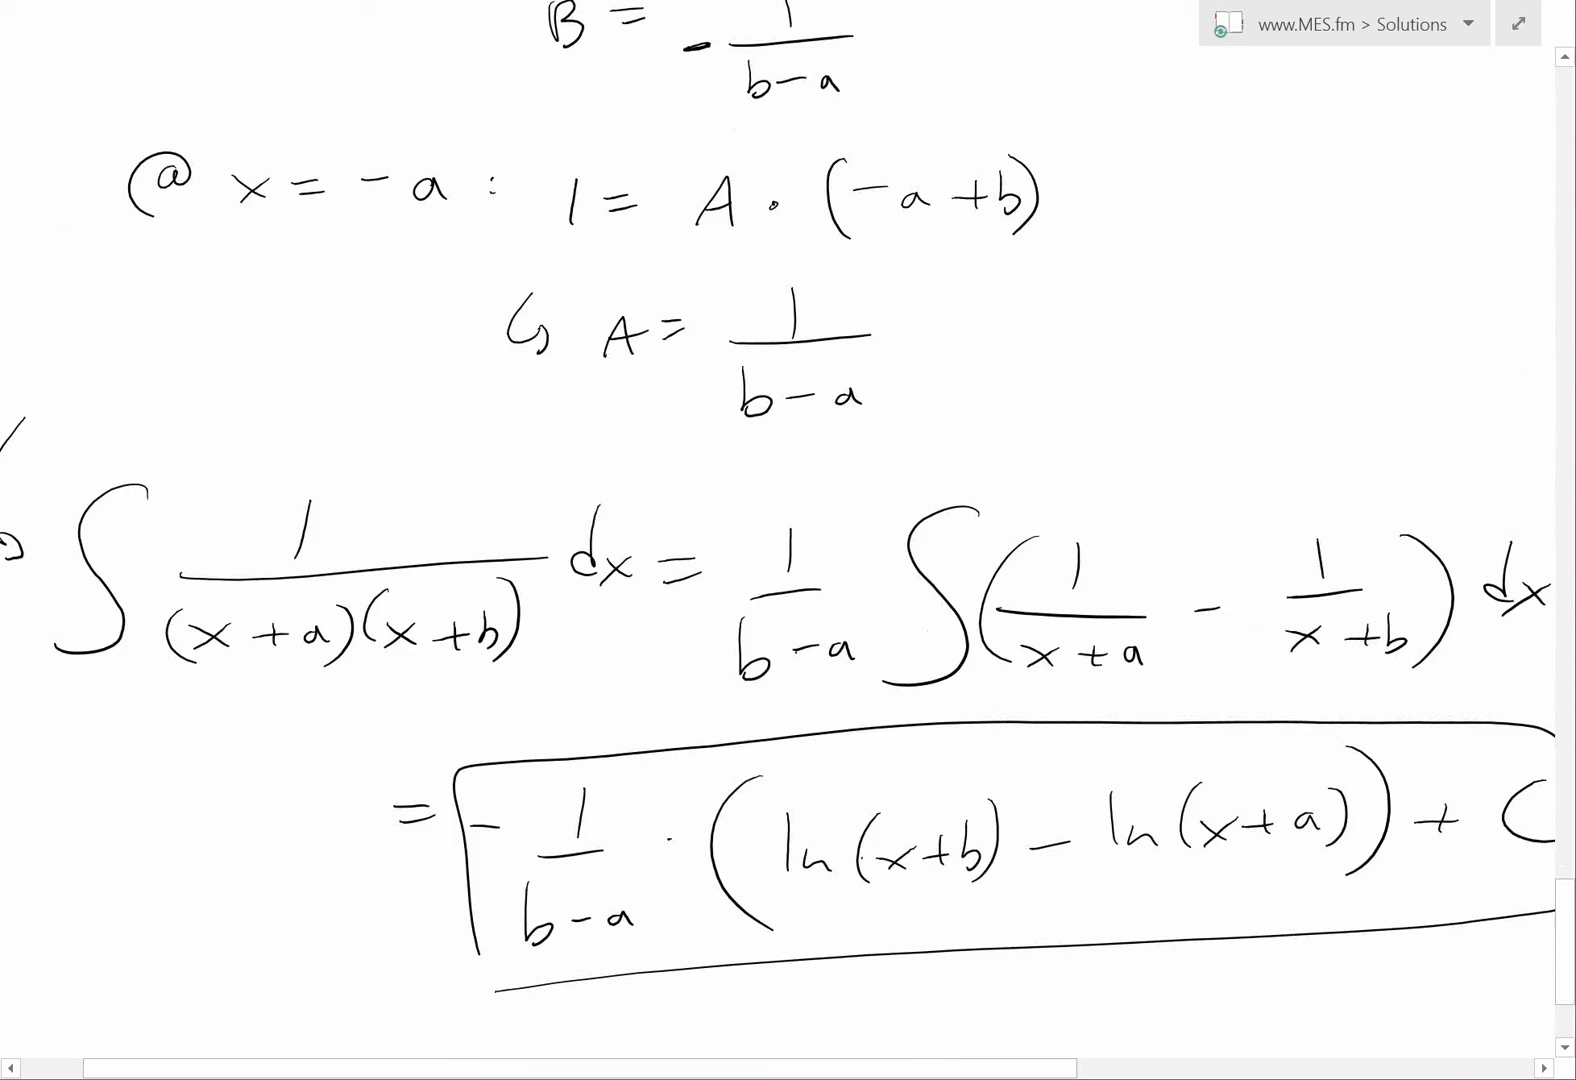 www.MES.fm > Solutions
B = - 1/(b-a)
@ x = -a : 1 = A · (-a+b)
↳ A = 1/(b-a)
∫ 1/((x+a)(x+b)) dx = 1/(b-a) ∫ (1/(x+a) - 1/(x+b)) dx
= - 1/(b-a) · (ln(x+b) - ln(x+a)) + C